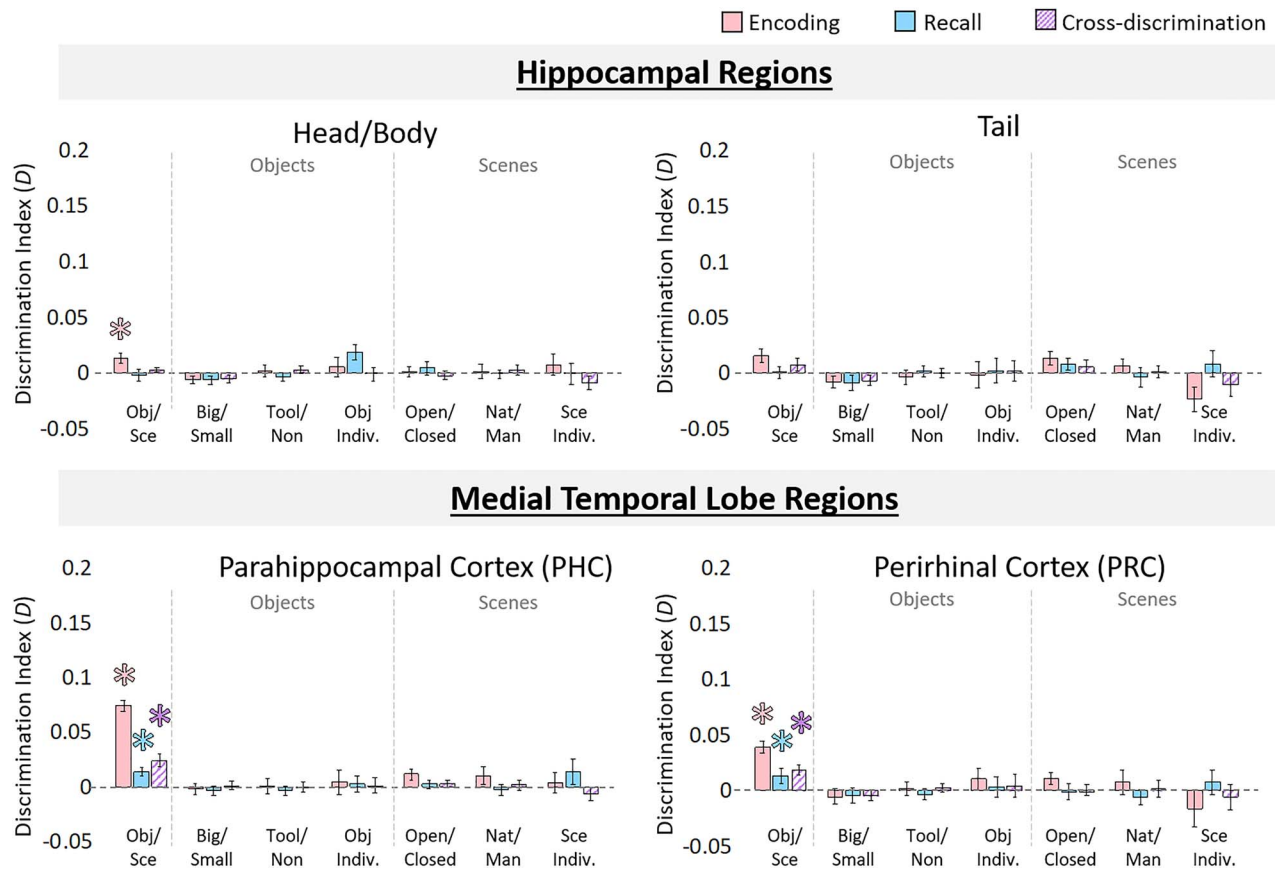 Encoding Recall Cross-discrimination
Hippocampal Regions
Head/Body
Discrimination Index (D)
0.2
0.15
0.1
0.05
0
-0.05
Objects
Scenes
*
Obj/
Sce
Big/
Small
Tool/
Non
Obj
Indiv.
Open/
Closed
Nat/
Man
Sce
Indiv.
Tail
Discrimination Index (D)
0.2
0.15
0.1
0.05
0
-0.05
Objects
Scenes
Obj/
Sce
Big/
Small
Tool/
Non
Obj
Indiv.
Open/
Closed
Nat/
Man
Sce
Indiv.
Medial Temporal Lobe Regions
Parahippocampal Cortex (PHC)
Discrimination Index (D)
0.2
0.15
0.1
0.05
0
-0.05
Objects
Scenes
*
*
*
Obj/
Sce
Big/
Small
Tool/
Non
Obj
Indiv.
Open/
Closed
Nat/
Man
Sce
Indiv.
Perirhinal Cortex (PRC)
Discrimination Index (D)
0.2
0.15
0.1
0.05
0
-0.05
Objects
Scenes
*
*
*
Obj/
Sce
Big/
Small
Tool/
Non
Obj
Indiv.
Open/
Closed
Nat/
Man
Sce
Indiv.